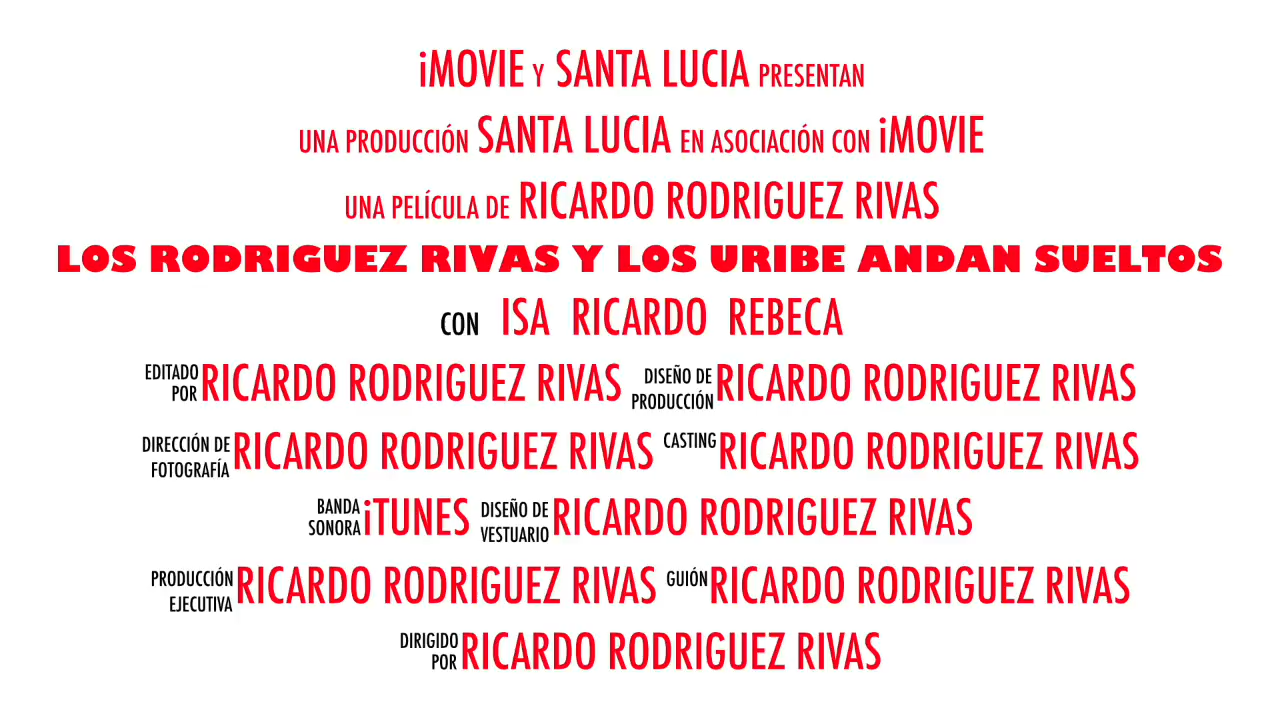 iMOVIE Y SANTA LUCIA PRESENTAN
UNA PRODUCCIÓN SANTA LUCIA EN ASOCIACIÓN CON iMOVIE
UNA PELÍCULA DE RICARDO RODRIGUEZ RIVAS
LOS RODRIGUEZ RIVAS Y LOS URIBE ANDAN SUELTOS
CON ISA RICARDO REBECA
EDITADO POR RICARDO RODRIGUEZ RIVAS DISEÑO DE PRODUCCIÓN RICARDO RODRIGUEZ RIVAS
DIRECCIÓN DE FOTOGRAFÍA RICARDO RODRIGUEZ RIVAS CASTING RICARDO RODRIGUEZ RIVAS
BANDA SONORA iTUNES DISEÑO DE VESTUARIO RICARDO RODRIGUEZ RIVAS
PRODUCCIÓN EJECUTIVA RICARDO RODRIGUEZ RIVAS GUIÓN RICARDO RODRIGUEZ RIVAS
DIRIGIDO POR RICARDO RODRIGUEZ RIVAS